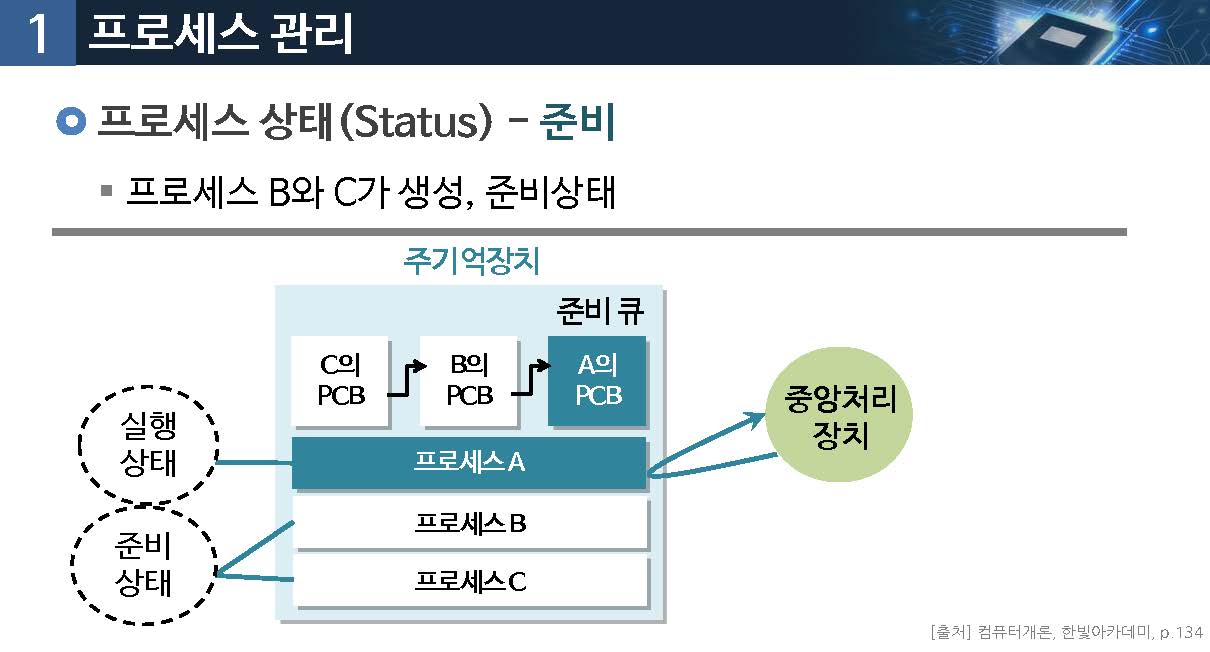 1 프로세스 관리
프로세스 상태(Status) - 준비
프로세스 B와 C가 생성, 준비상태
주기억장치
준비 큐
C의
PCB
B의
PCB
A의
PCB
실행
상태
프로세스 A
중앙처리
장치
프로세스 B
준비
상태
프로세스 C
[출처] 컴퓨터개론, 한빛아카데미, p.134